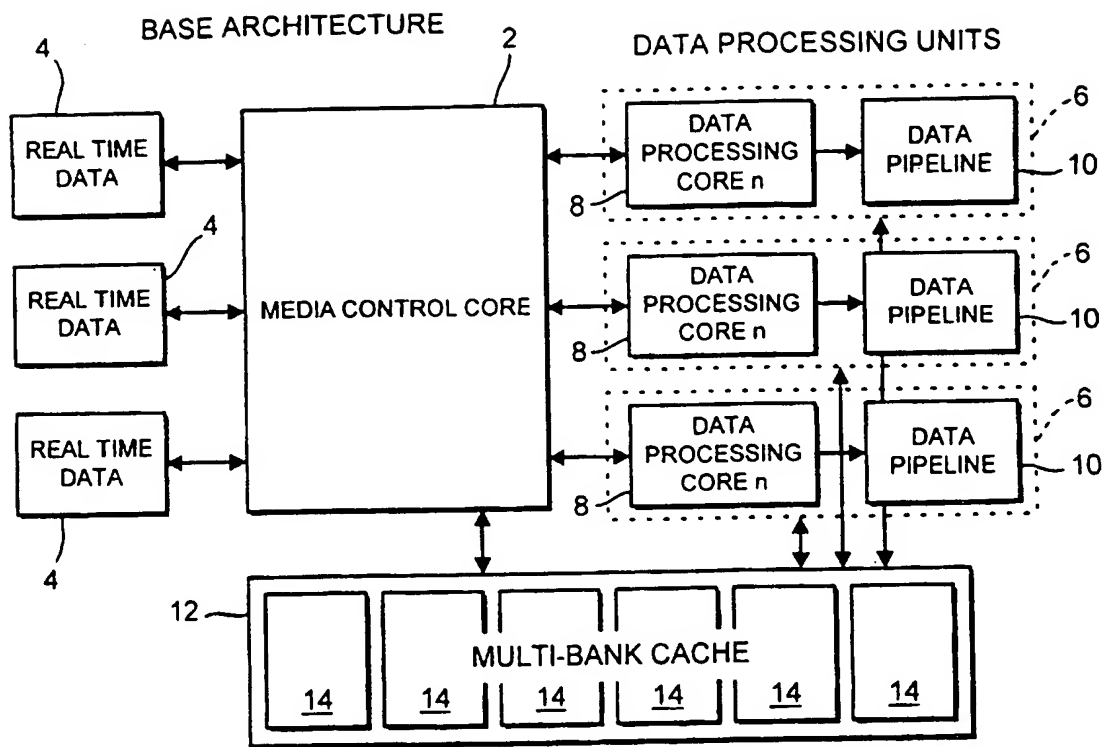 BASE ARCHITECTURE
DATA PROCESSING UNITS
4
2
REAL TIME
DATA
DATA
PROCESSING
CORE n
8
DATA
PIPELINE
6
10
4
REAL TIME
DATA
MEDIA CONTROL CORE
DATA
PROCESSING
CORE n
8
DATA
PIPELINE
6
10
REAL TIME
DATA
4
DATA
PROCESSING
CORE n
8
DATA
PIPELINE
6
10
12
MULTI-BANK CACHE
14 14 14 14 14 14